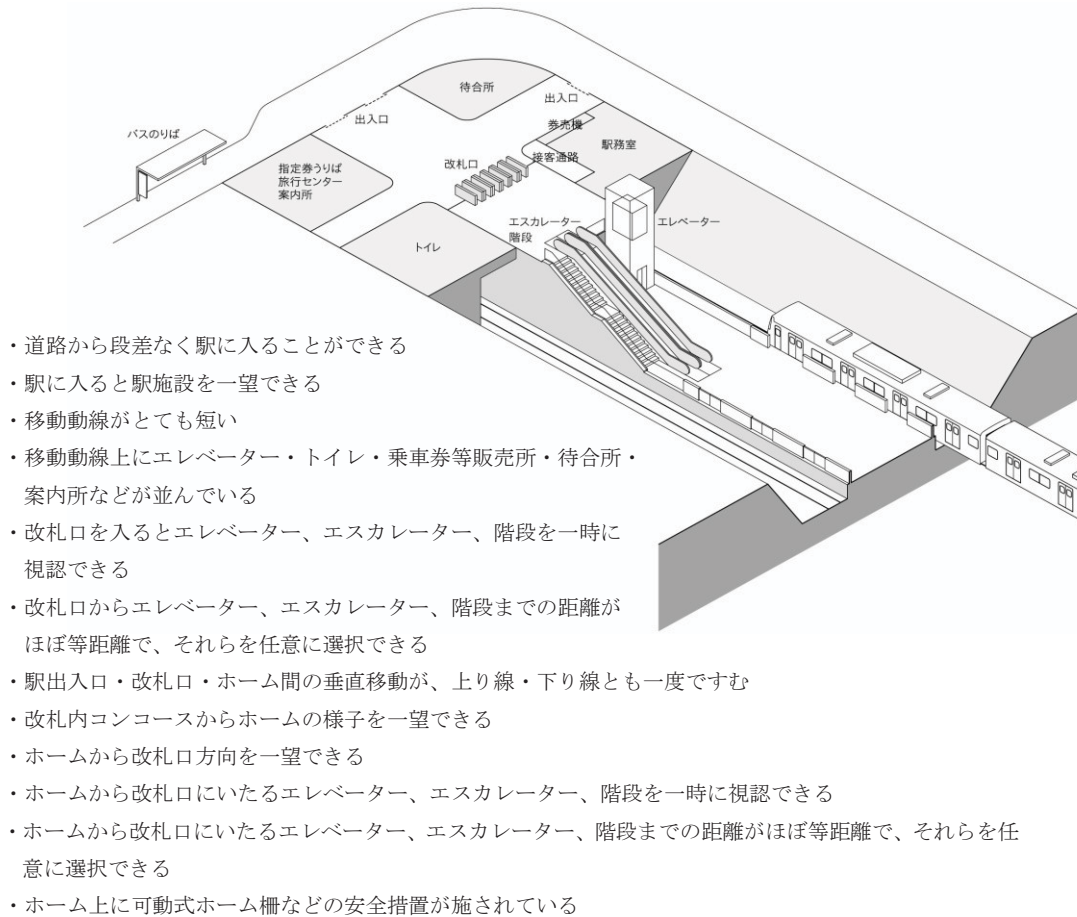 待合所
出入口
出入口
券売機
バスのりば
駅務室
接客通路
改札口
指定券うりば
旅行センター
案内所
エスカレーター
階段
エレベーター
トイレ
・道路から段差なく駅に入ることができる
・駅に入ると駅施設を一望できる
・移動動線がとても短い
・移動動線上にエレベーター・トイレ・乗車券等販売所・待合所・
案内所などが並んでいる
・改札口を入るとエレベーター、エスカレーター、階段を一時に
視認できる
・改札口からエレベーター、エスカレーター、階段までの距離が
ほぼ等距離で、それらを任意に選択できる
・駅出入口・改札口・ホーム間の垂直移動が、上り線・下り線とも一度ですむ
・改札内コンコースからホームの様子を一望できる
・ホームから改札口方向を一望できる
・ホームから改札口にいたるエレベーター、エスカレーター、階段を一時に視認できる
・ホームから改札口にいたるエレベーター、エスカレーター、階段までの距離がほぼ等距離で、それらを任
意に選択できる
・ホーム上に可動式ホーム柵などの安全措置が施されている